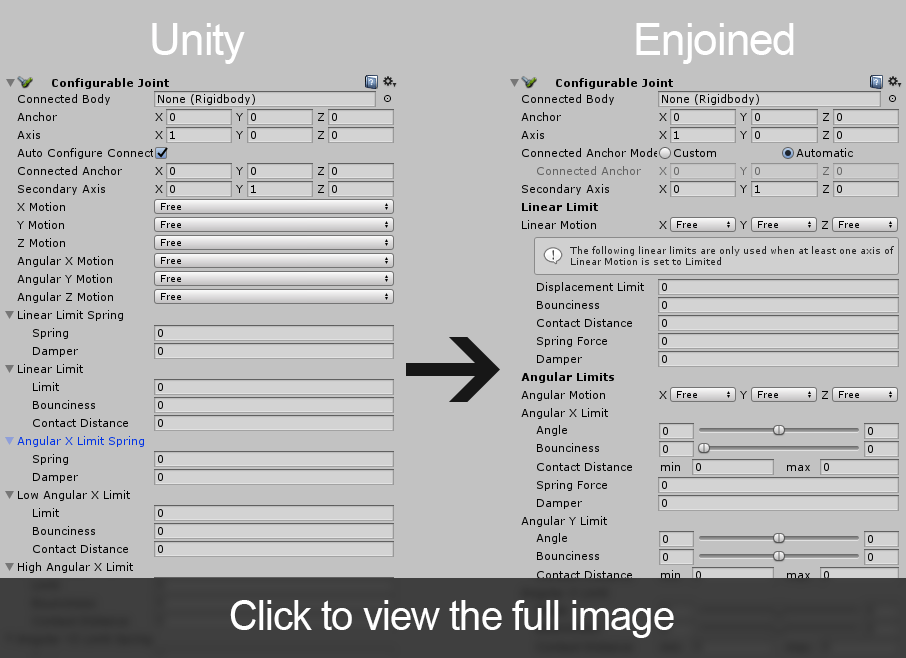 Unity
Configurable Joint
Connected Body None (Rigidbody)
Anchor X 0 Y 0 Z 0
Axis X 1 Y 0 Z 0
Auto Configure Connect
Connected Anchor X 0 Y 0 Z 0
Secondary Axis X 0 Y 1 Z 0
X Motion Free
Y Motion Free
Z Motion Free
Angular X Motion Free
Angular Y Motion Free
Angular Z Motion Free
Linear Limit Spring
Spring 0
Damper 0
Linear Limit
Limit 0
Bounciness 0
Contact Distance 0
Angular X Limit Spring
Spring 0
Damper 0
Low Angular X Limit
Limit 0
Bounciness 0
Contact Distance 0
High Angular X Limit
Enjoined
Configurable Joint
Connected Body None (Rigidbody)
Anchor X 0 Y 0 Z 0
Axis X 1 Y 0 Z 0
Connected Anchor Mode Custom Automatic
Connected Anchor X 0 Y 0 Z 0
Secondary Axis X 0 Y 1 Z 0
Linear Limit
Linear Motion X Free Y Free Z Free
The following linear limits are only used when at least one axis of
Linear Motion is set to Limited
Displacement Limit 0
Bounciness 0
Contact Distance 0
Spring Force 0
Damper 0
Angular Limits
Angular Motion X Free Y Free Z Free
Angular X Limit
Angle 0 0
Bounciness 0 0
Contact Distance min 0 max 0
Spring Force 0
Damper 0
Angular Y Limit
Angle 0 0
Bounciness 0 0
Contact Distance min 0 max 0
Click to view the full image